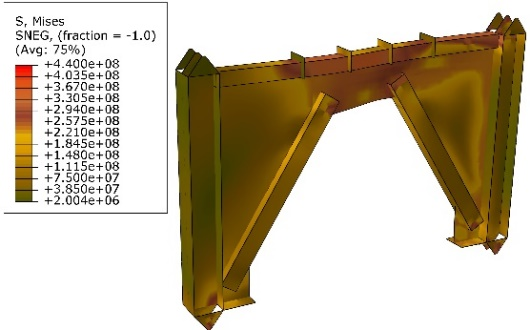 S, Mises
SNEG, (fraction = -1.0)
(Avg: 75%)
+4.400e+08
+4.035e+08
+3.670e+08
+3.305e+08
+2.940e+08
+2.575e+08
+2.210e+08
+1.845e+08
+1.480e+08
+1.115e+08
+7.500e+07
+3.850e+07
+2.004e+06